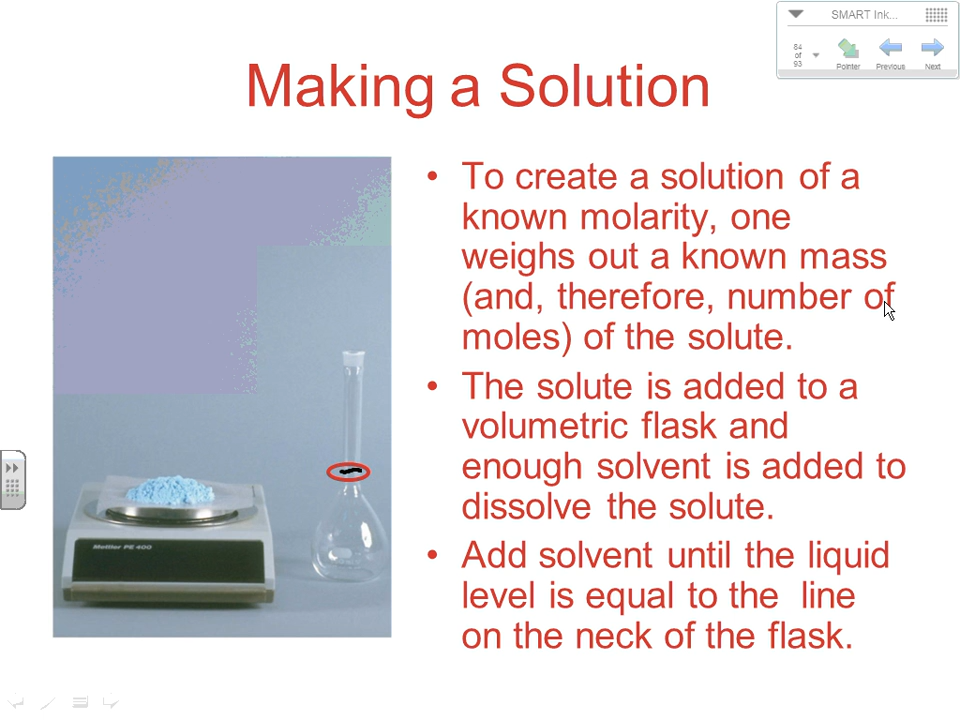 SMART Ink...
84
of
93
Pointer Previous Next
Making a Solution
• To create a solution of a
known molarity, one
weighs out a known mass
(and, therefore, number of
moles) of the solute.
• The solute is added to a
volumetric flask and
enough solvent is added to
dissolve the solute.
• Add solvent until the liquid
level is equal to the line
on the neck of the flask.
Mettler PE 400